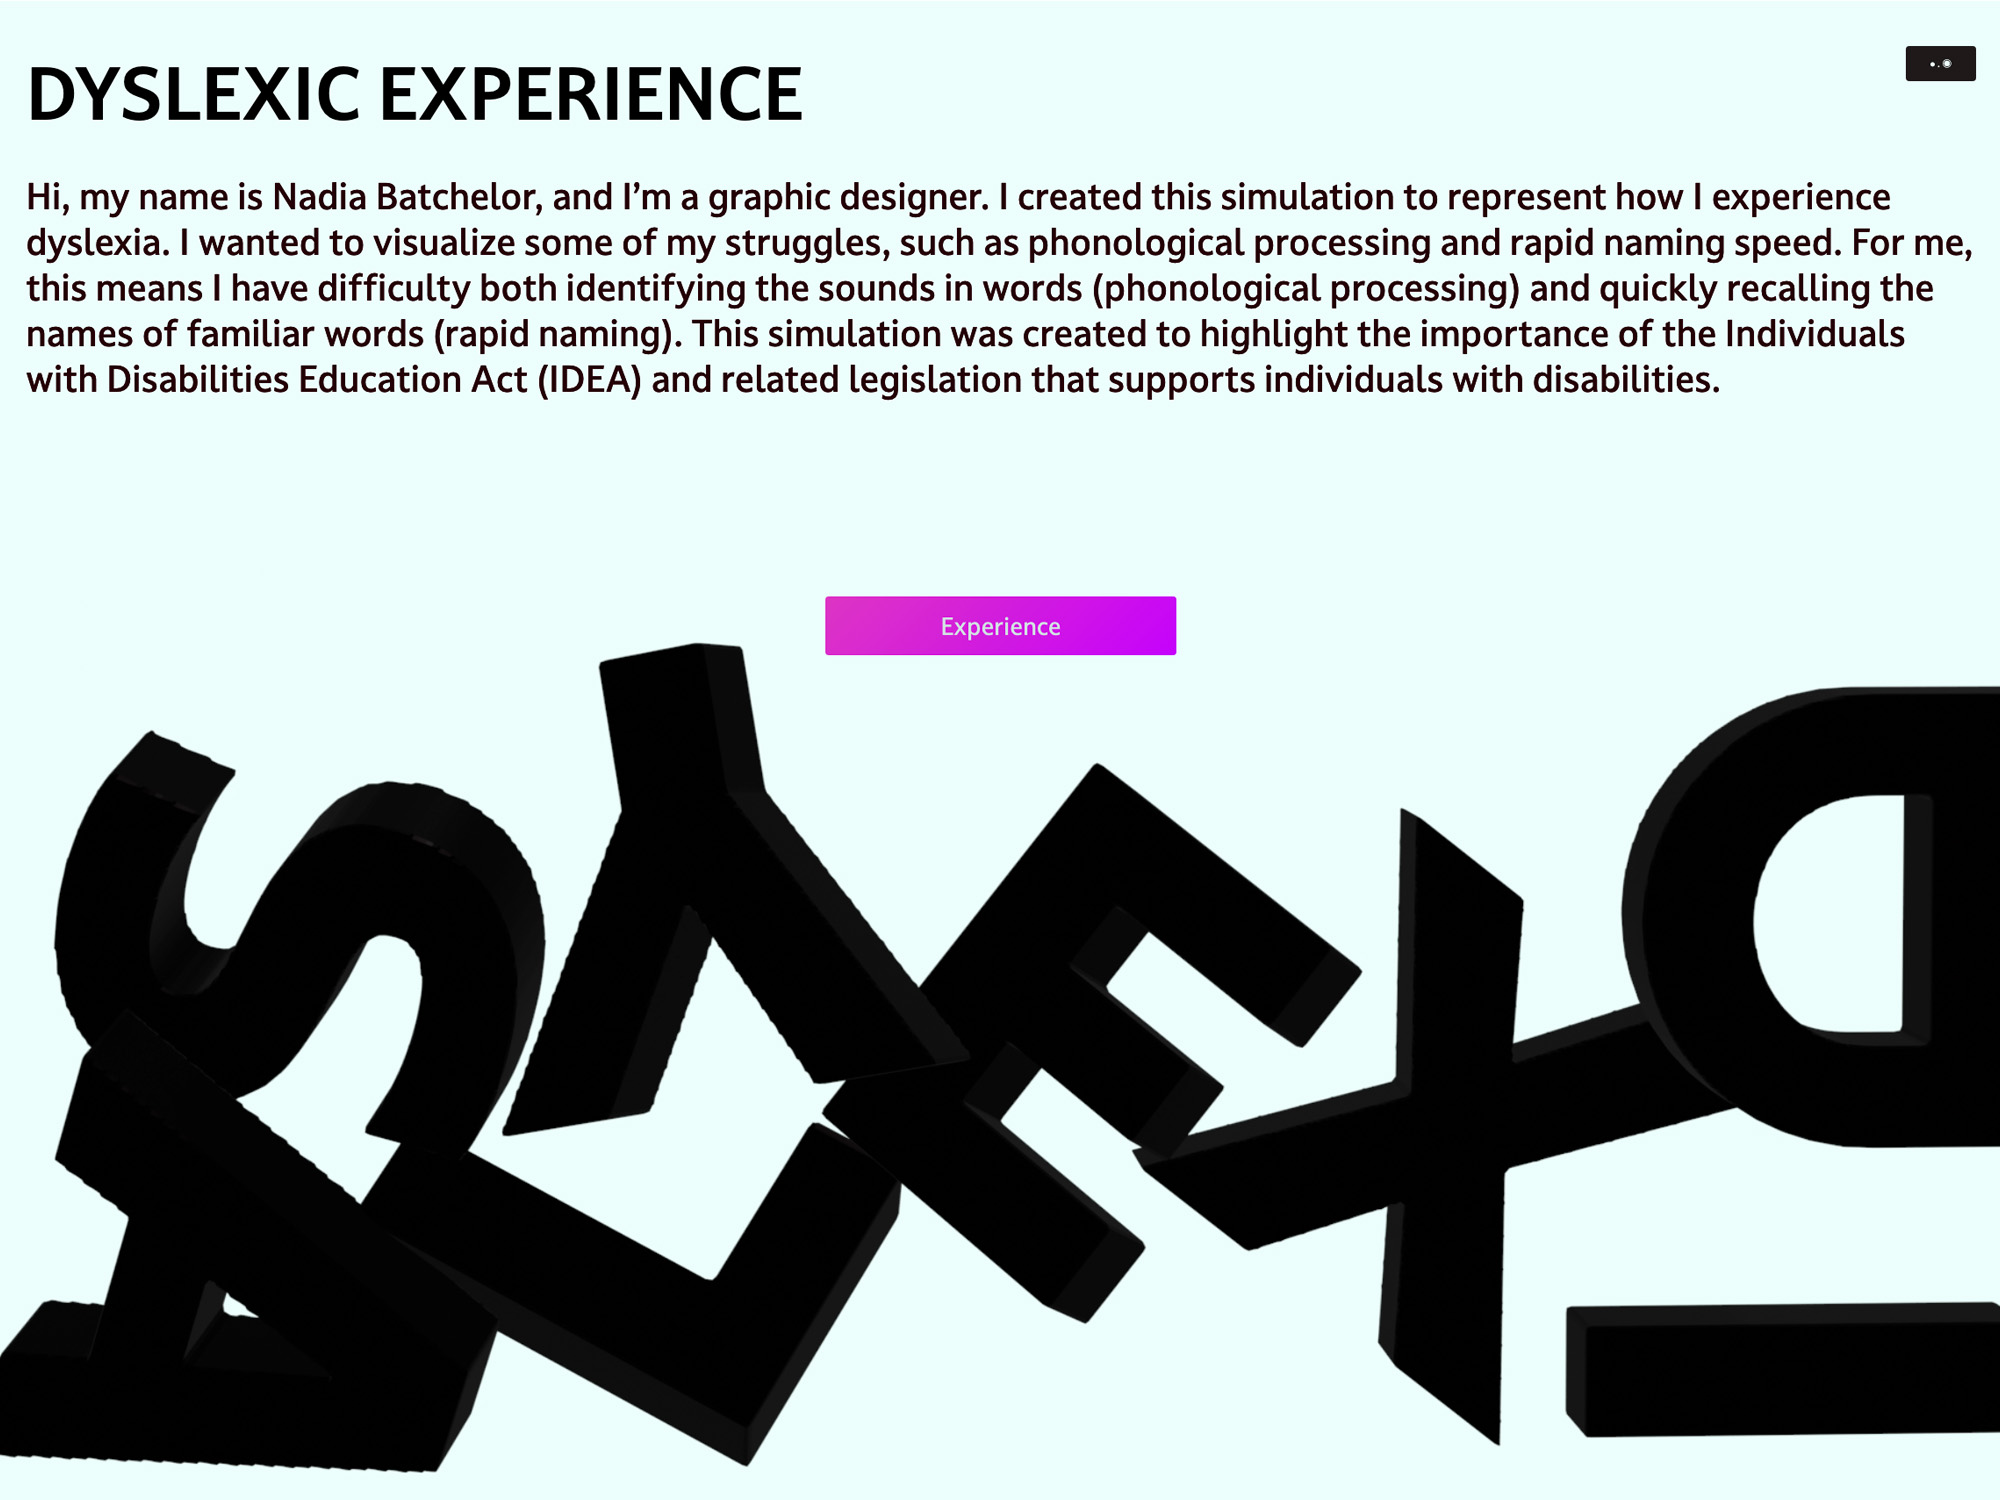 DYSLEXIC EXPERIENCE
Hi, my name is Nadia Batchelor, and I’m a graphic designer. I created this simulation to represent how I experience
dyslexia. I wanted to visualize some of my struggles, such as phonological processing and rapid naming speed. For me,
this means I have difficulty both identifying the sounds in words (phonological processing) and quickly recalling the
names of familiar words (rapid naming). This simulation was created to highlight the importance of the Individuals
with Disabilities Education Act (IDEA) and related legislation that supports individuals with disabilities.
Experience
S Y E X D
A L I